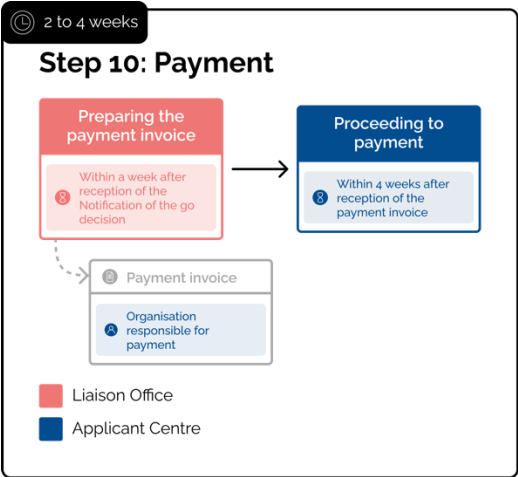 2 to 4 weeks
Step 10: Payment
Preparing the
payment invoice
Within a week after
reception of the
Notification of the go
decision
Proceeding to
payment
Within 4 weeks after
reception of the
payment invoice
Payment invoice
Organisation
responsible for
payment
Liaison Office
Applicant Centre